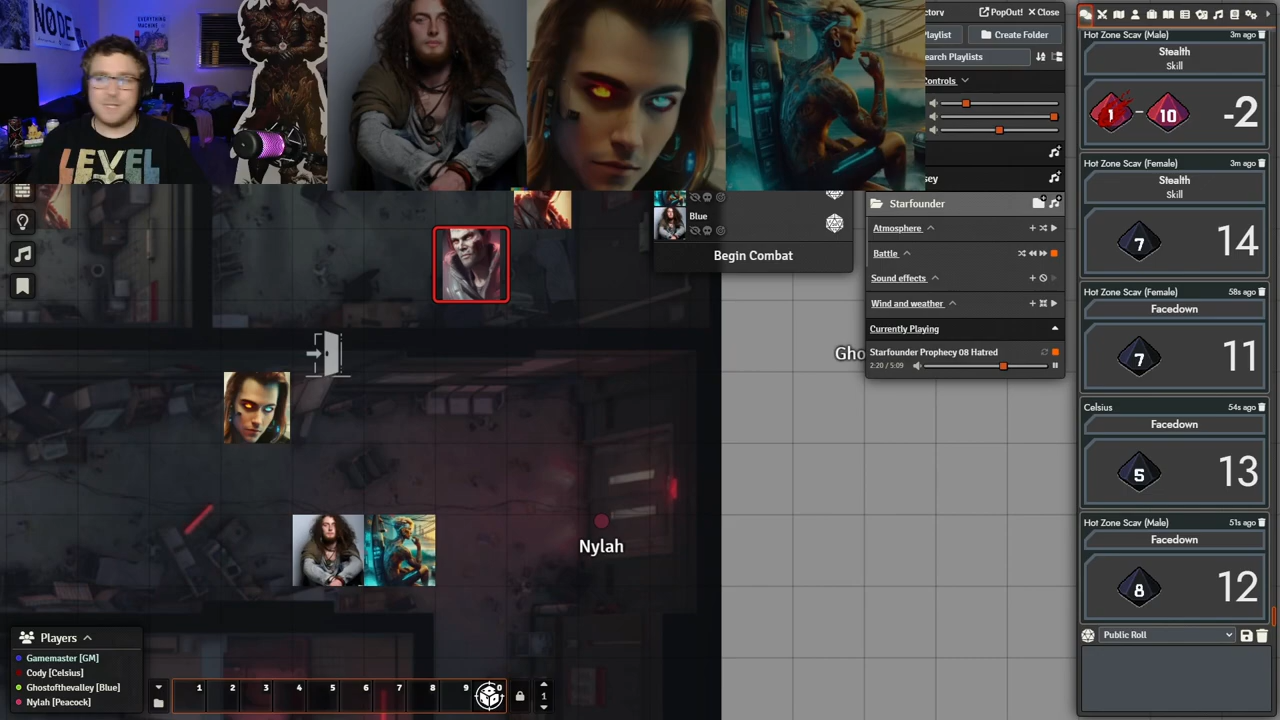 NODE
EVERYTHING
MACHINE
LEVEL
ctory
PopOut!
Close
laylist
Create Folder
earch Playlists
Controls
sey
Starfounder
Atmosphere
Battle
Sound effects
Wind and weather
Currently Playing
Starfounder Prophecy 08 Hatred
2:20 / 5:09
Blue
Begin Combat
Gho
Nylah
Players
Gamemaster [GM]
Cody [Celsius]
Ghostofthevalley [Blue]
Nylah [Peacock]
1 2 3 4 5 6 7 8 9 0
1
Hot Zone Scav (Male) 3m ago
Stealth
Skill
1 - 10 -2
Hot Zone Scav (Female) 3m ago
Stealth
Skill
7 14
Hot Zone Scav (Female) 58s ago
Facedown
7 11
Celsius 54s ago
Facedown
5 13
Hot Zone Scav (Male) 51s ago
Facedown
8 12
Public Roll